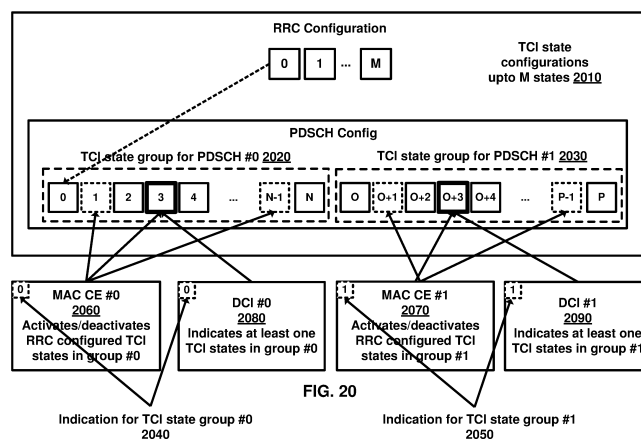 RRC Configuration
0 1 ... M
TCI state
configurations
upto M states 2010
PDSCH Config
TCI state group for PDSCH #0 2020
TCI state group for PDSCH #1 2030
0 1 2 3 4 ... N-1 N
O O+1 O+2 O+3 O+4 ... P-1 P
0
MAC CE #0
2060
Activates/deactivates
RRC configured TCI
states in group #0
0
DCI #0
2080
Indicates at least one
TCI states in group #0
1
MAC CE #1
2070
Activates/deactivates
RRC configured TCI
states in group #1
1
DCI #1
2090
Indicates at least one
TCI states in group #1
FIG. 20
Indication for TCI state group #0
2040
Indication for TCI state group #1
2050